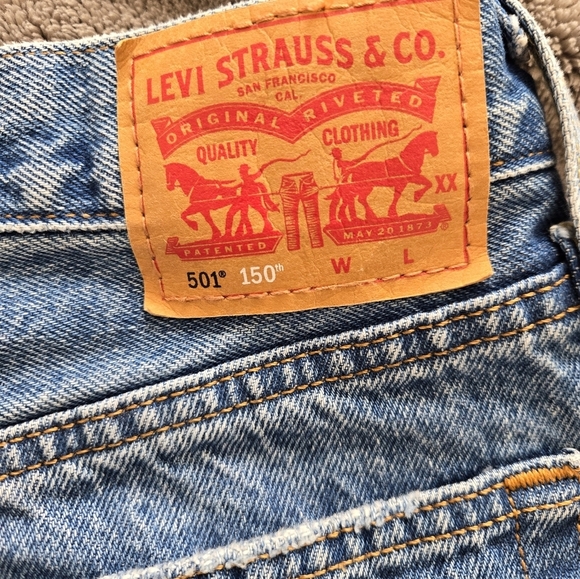 LEVI STRAUSS & CO.
SAN FRANCISCO
CAL.
ORIGINAL RIVETED
QUALITY CLOTHING
XX
PATENTED MAY 20 1873 ®
501® 150th W L